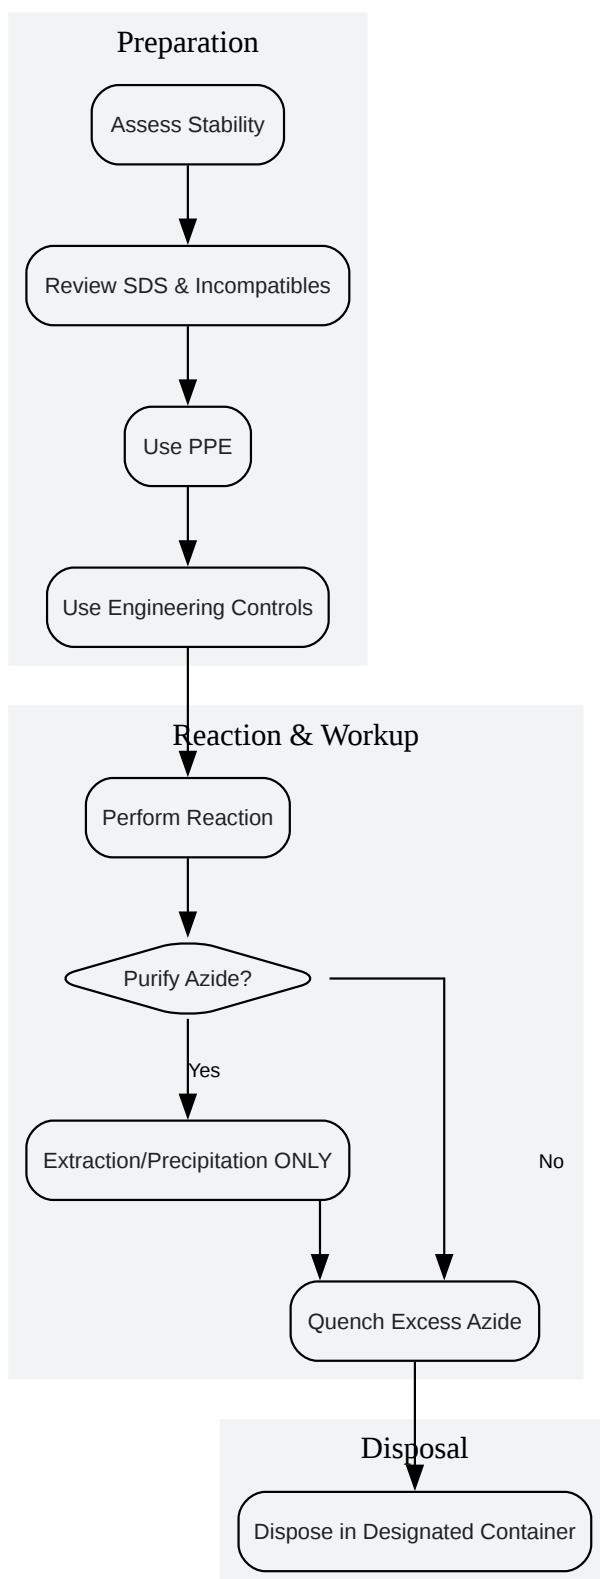 Preparation
Assess Stability
Review SDS & Incompatibles
Use PPE
Use Engineering Controls
Reaction & Workup
Perform Reaction
Purify Azide?
Yes
Extraction/Precipitation ONLY
No
Quench Excess Azide
Disposal
Dispose in Designated Container